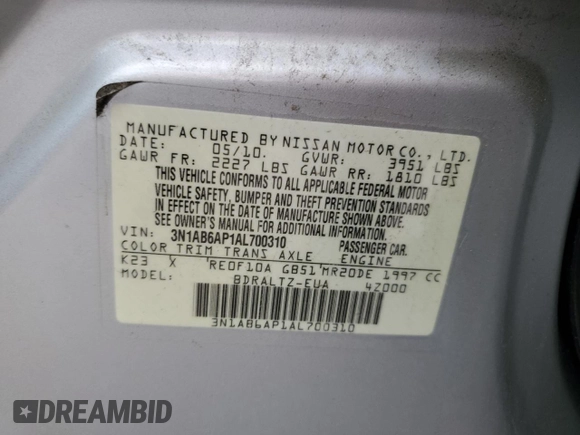 MANUFACTURED BY NISSAN MOTOR CO., LTD.
DATE: 05/10. GVWR: 3951 LBS
GAWR FR: 2227 LBS GAWR RR: 1810 LBS
THIS VEHICLE CONFORMS TO ALL APPLICABLE FEDERAL MOTOR
VEHICLE SAFETY, BUMPER AND THEFT PREVENTION STANDARDS
IN EFFECT ON THE DATE OF MANUFACTURE SHOWN ABOVE.
SEE OWNER'S MANUAL FOR ADDITIONAL INFORMATION.
VIN: 3N1AB6AP1AL700310 PASSENGER CAR.
COLOR TRIM TRANS AXLE ENGINE
K23 X RE0F10A GB51 MR20DE 1997 CC
MODEL: BDRALTZ-EUA 42000
3N1AB6AP1AL700310
DREAMBID